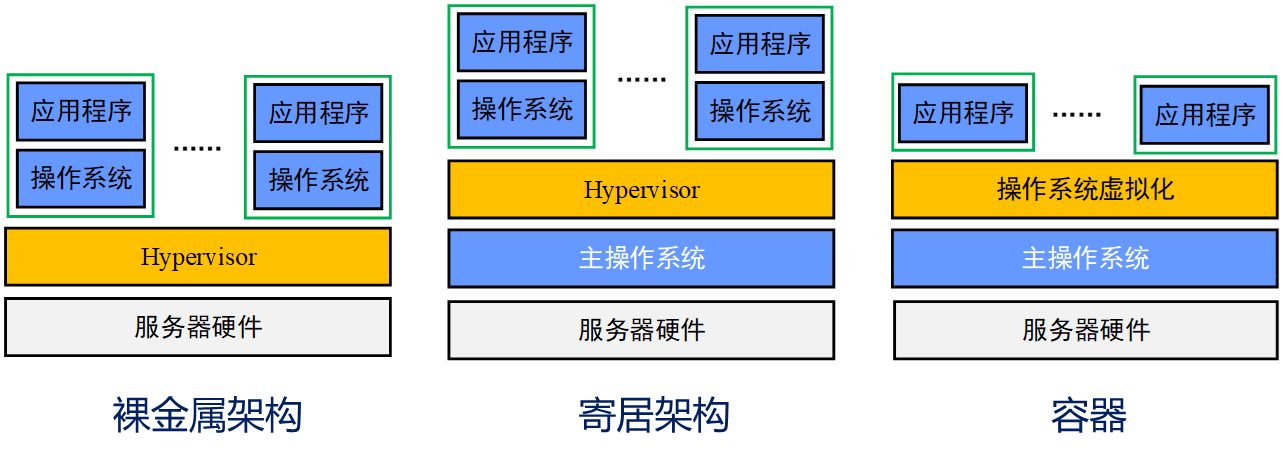 应用程序
操作系统
……
应用程序
操作系统
Hypervisor
服务器硬件
裸金属架构
应用程序
操作系统
……
应用程序
操作系统
Hypervisor
主操作系统
服务器硬件
寄居架构
应用程序
……
应用程序
操作系统虚拟化
主操作系统
服务器硬件
容器